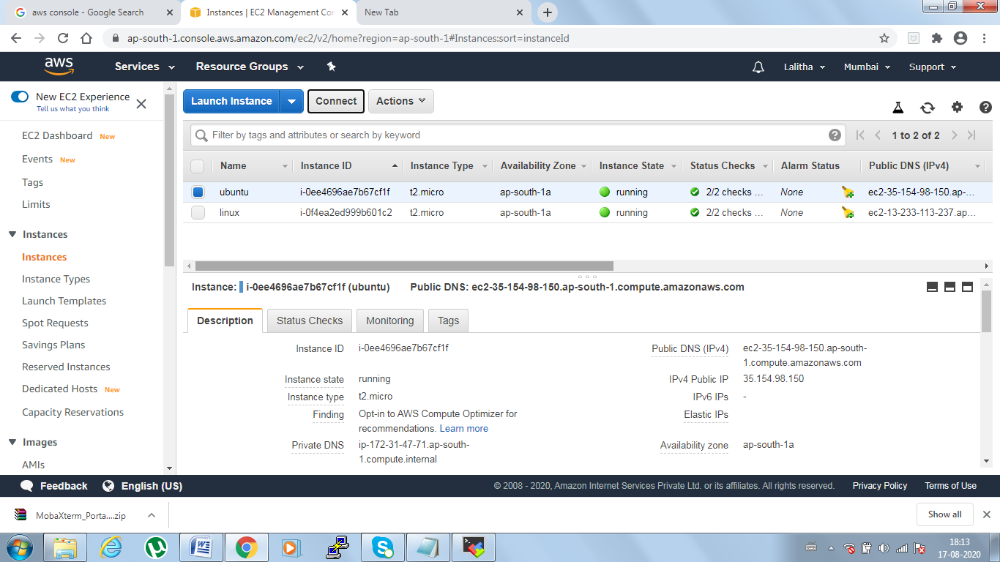 aws console - Google Search
Instances | EC2 Management Con
New Tab
ap-south-1.console.aws.amazon.com/ec2/v2/home?region=ap-south-1#Instances:sort=instanceId
aws Services Resource Groups Lalitha Mumbai Support
New EC2 Experience
Tell us what you think
EC2 Dashboard New
Events New
Tags
Limits
Instances
Instances
Instance Types
Launch Templates
Spot Requests
Savings Plans
Reserved Instances
Dedicated Hosts New
Capacity Reservations
Images
AMIs
Launch Instance Connect Actions
Filter by tags and attributes or search by keyword
1 to 2 of 2
Name Instance ID Instance Type Availability Zone Instance State Status Checks Alarm Status Public DNS (IPv4)
ubuntu i-0ee4696ae7b67cf1f t2.micro ap-south-1a running 2/2 checks ... None ec2-35-154-98-150.ap-...
linux i-0f4ea2ed999b601c2 t2.micro ap-south-1a running 2/2 checks ... None ec2-13-233-113-237.ap...
Instance: i-0ee4696ae7b67cf1f (ubuntu) Public DNS: ec2-35-154-98-150.ap-south-1.compute.amazonaws.com
Description Status Checks Monitoring Tags
Instance ID i-0ee4696ae7b67cf1f
Instance state running
Instance type t2.micro
Finding Opt-in to AWS Compute Optimizer for
recommendations. Learn more
Private DNS ip-172-31-47-71.ap-south-
1.compute.internal
Public DNS (IPv4) ec2-35-154-98-150.ap-south-
1.compute.amazonaws.com
IPv4 Public IP 35.154.98.150
IPv6 IPs -
Elastic IPs
Availability zone ap-south-1a
Feedback English (US) © 2008 - 2020, Amazon Internet Services Private Ltd. or its affiliates. All rights reserved. Privacy Policy Terms of Use
MobaXterm_Porta....zip
Show all
18:13
17-08-2020